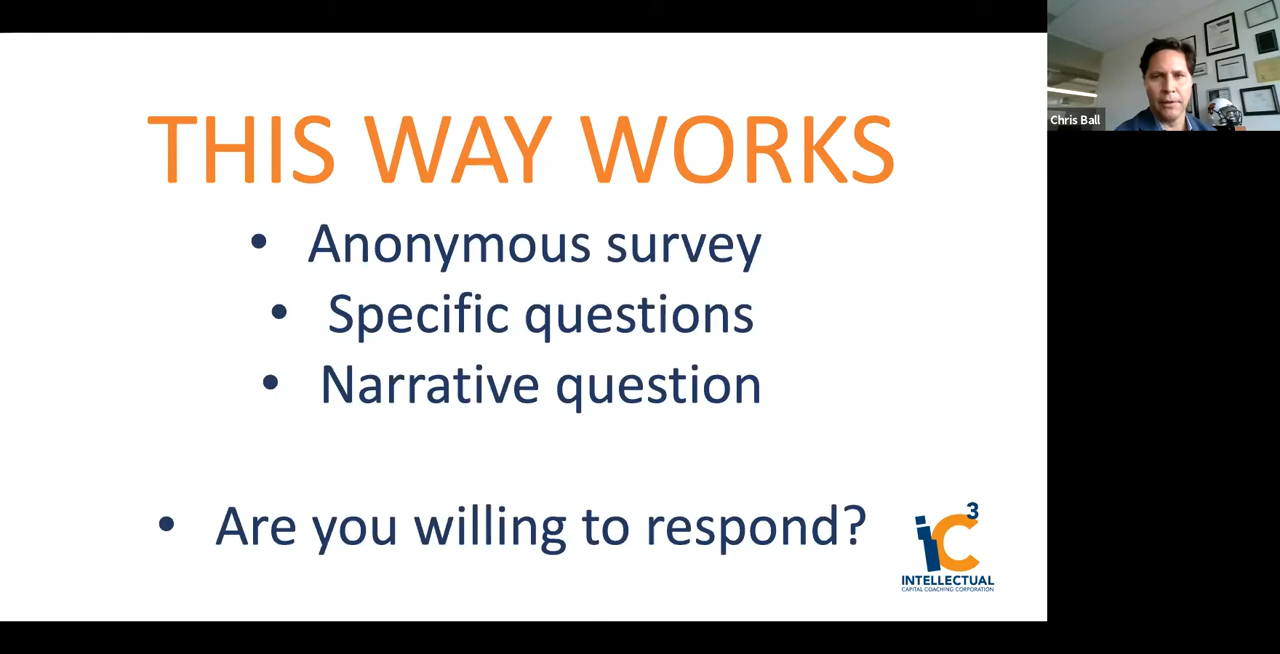 THIS WAY WORKS
• Anonymous survey
• Specific questions
• Narrative question
• Are you willing to respond?
iC3
INTELLECTUAL
CAPITAL COACHING CORPORATION
Chris Ball